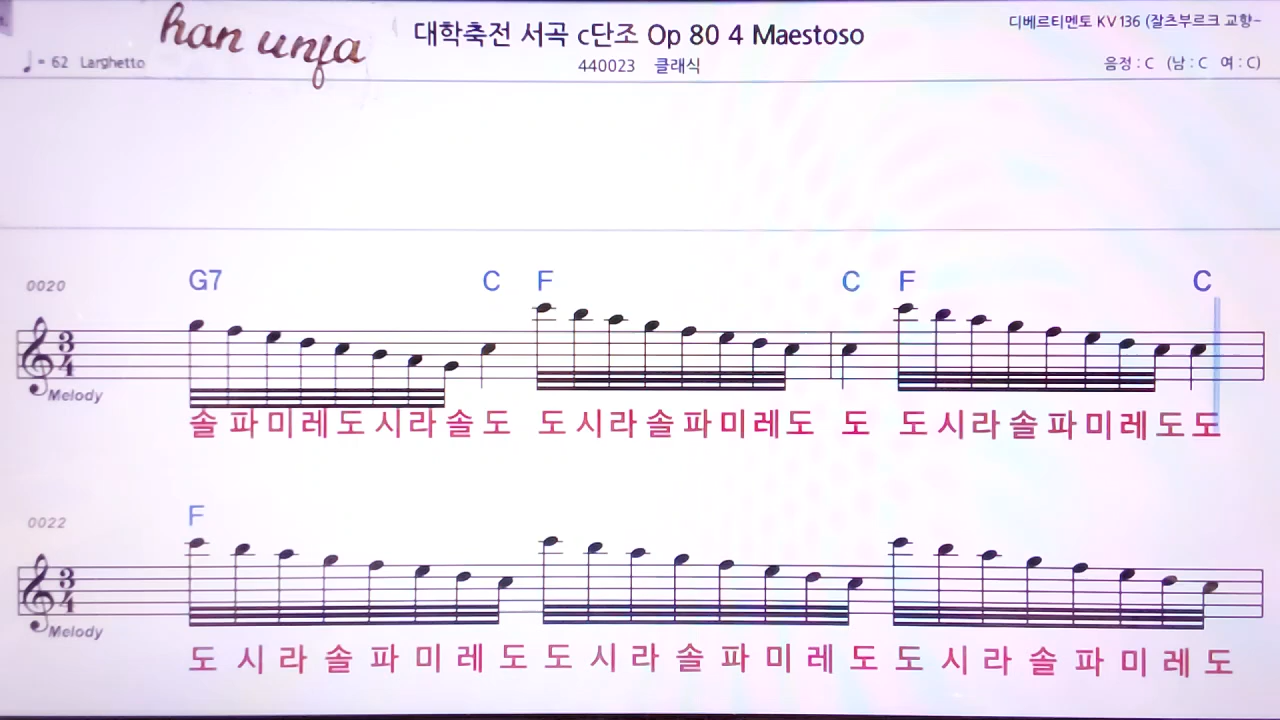 han unja
대학축전 서곡 c단조 Op 80 4 Maestoso
디베르티멘토 KV 136 (잘츠부르크 교향~
♩ = 62 Larghetto
440023 클래식
음정 : C (남 : C 여 : C)
0020 G7 C F C F C
3 4
Melody
솔 파 미 레 도 시 라 솔 도 도 시 라 솔 파 미 레 도 도 도 시 라 솔 파 미 레 도 도
0022 F
3 4
Melody
도 시 라 솔 파 미 레 도 도 시 라 솔 파 미 레 도 도 시 라 솔 파 미 레 도